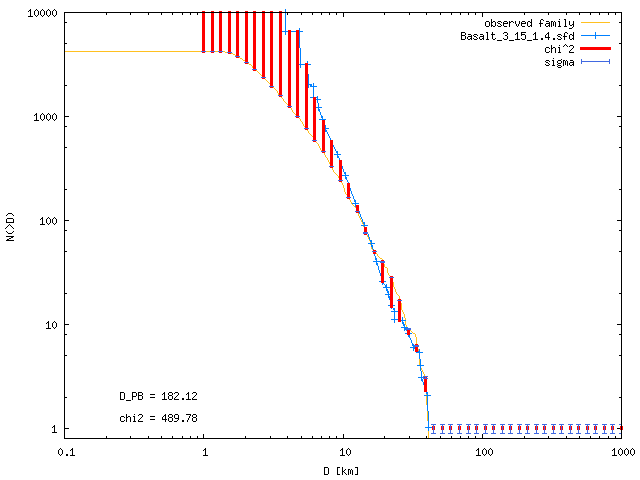 10000
observed family
Basalt_3_15_1.4.sfd
chi^2
sigma
1000
100
N(>D)
10
D_PB = 182.12
chi2 = 489.78
1
0.1 1 10 100 1000
D [km]